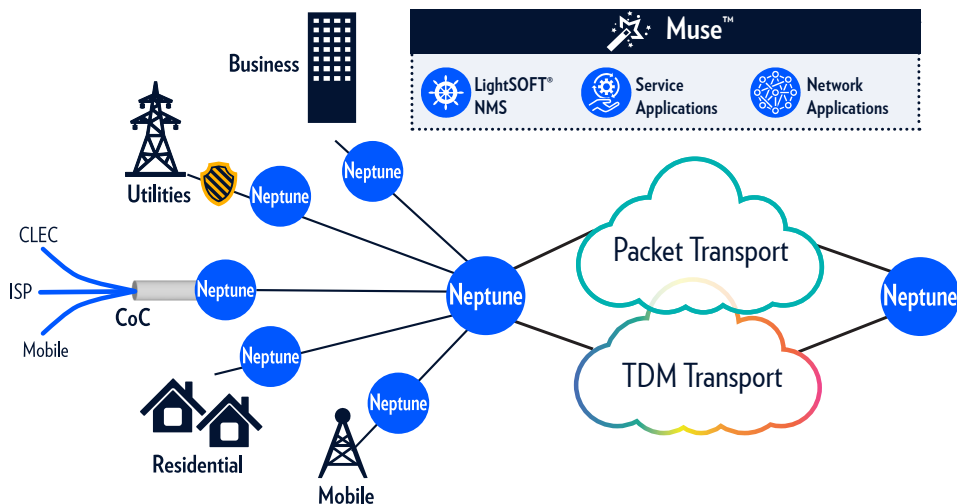 Muse™
LightSOFT®
NMS
Service
Applications
Network
Applications
Business
Utilities
Neptune
Neptune
CLEC
ISP
Mobile
CoC
Neptune
Neptune
Residential
Neptune
Mobile
Neptune
Packet Transport
TDM Transport
Neptune